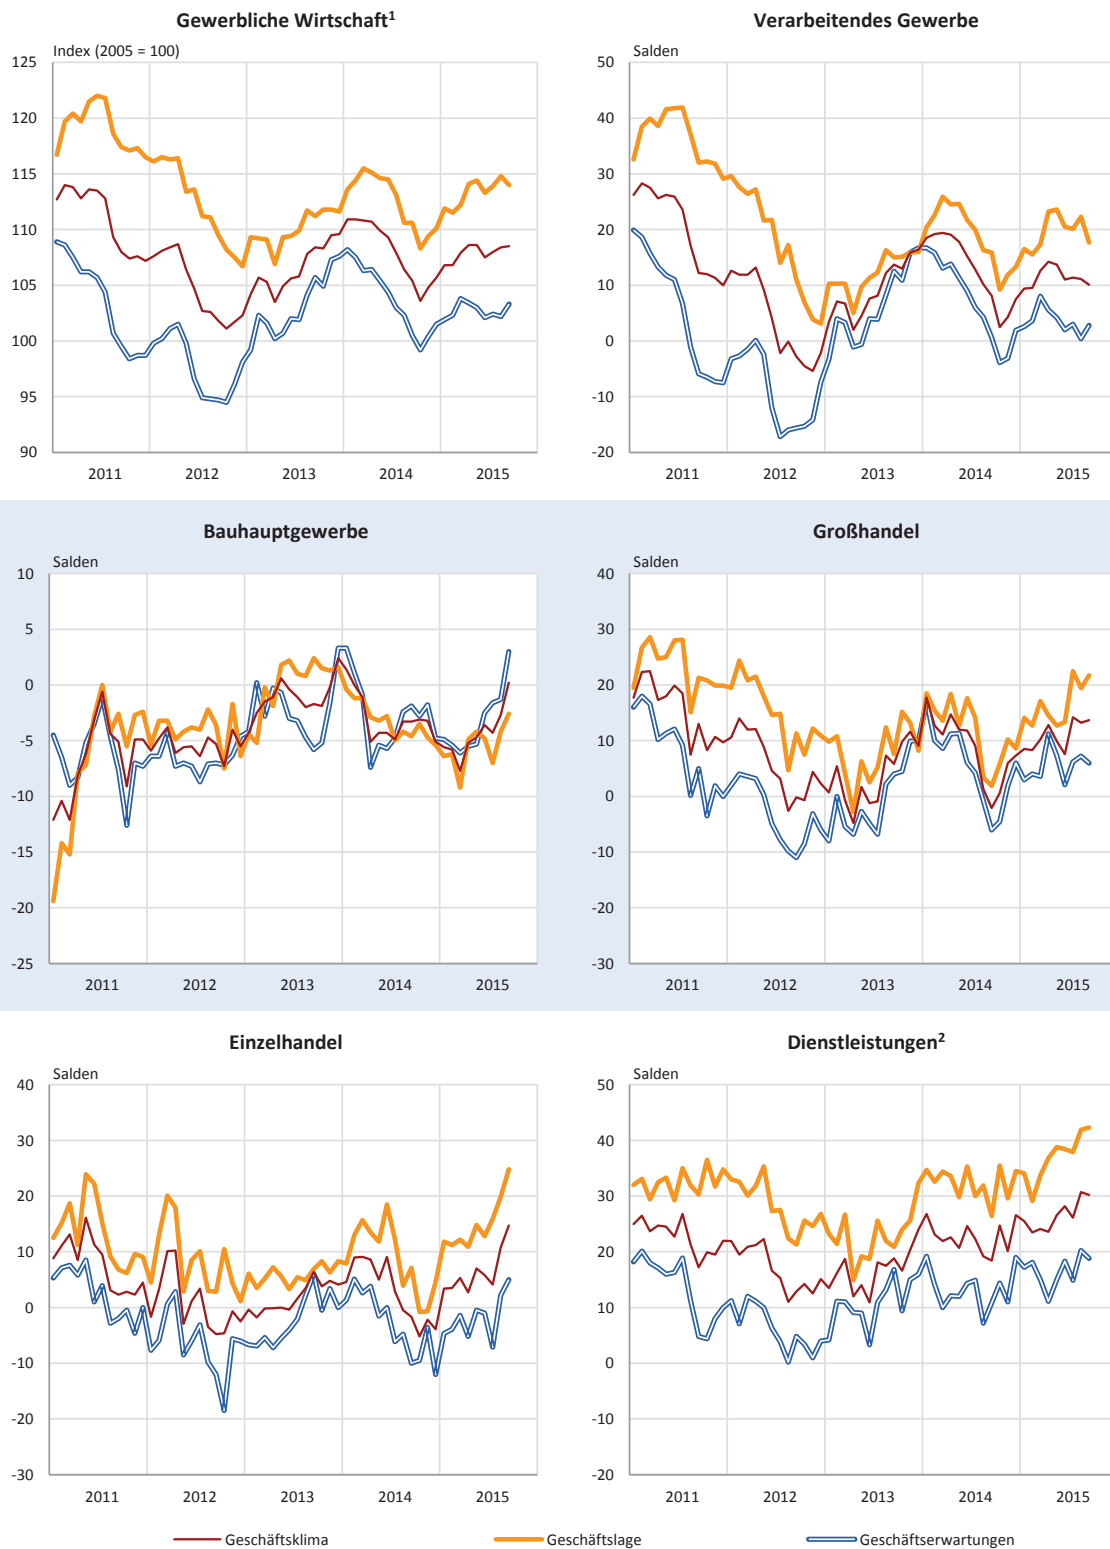 Gewerbliche Wirtschaft¹
Index (2005 = 100)
125
120
115
110
105
100
95
90
2011 2012 2013 2014 2015
Verarbeitendes Gewerbe
Salden
50
40
30
20
10
0
-10
-20
2011 2012 2013 2014 2015
Bauhauptgewerbe
Salden
10
5
0
-5
-10
-15
-20
-25
2011 2012 2013 2014 2015
Großhandel
Salden
40
30
20
10
0
-10
-20
-30
2011 2012 2013 2014 2015
Einzelhandel
Salden
40
30
20
10
0
-10
-20
-30
2011 2012 2013 2014 2015
Dienstleistungen²
Salden
50
40
30
20
10
0
-10
-20
2011 2012 2013 2014 2015
Geschäftsklima Geschäftslage Geschäftserwartungen